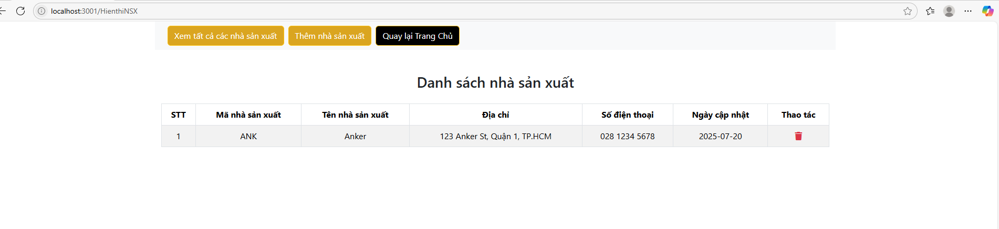 localhost:3001/HienthiNSX
Xem tất cả các nhà sản xuất Thêm nhà sản xuất Quay lại Trang Chủ
Danh sách nhà sản xuất
STT Mã nhà sản xuất Tên nhà sản xuất Địa chỉ Số điện thoại Ngày cập nhật Thao tác
1 ANK Anker 123 Anker St, Quận 1, TP.HCM 028 1234 5678 2025-07-20